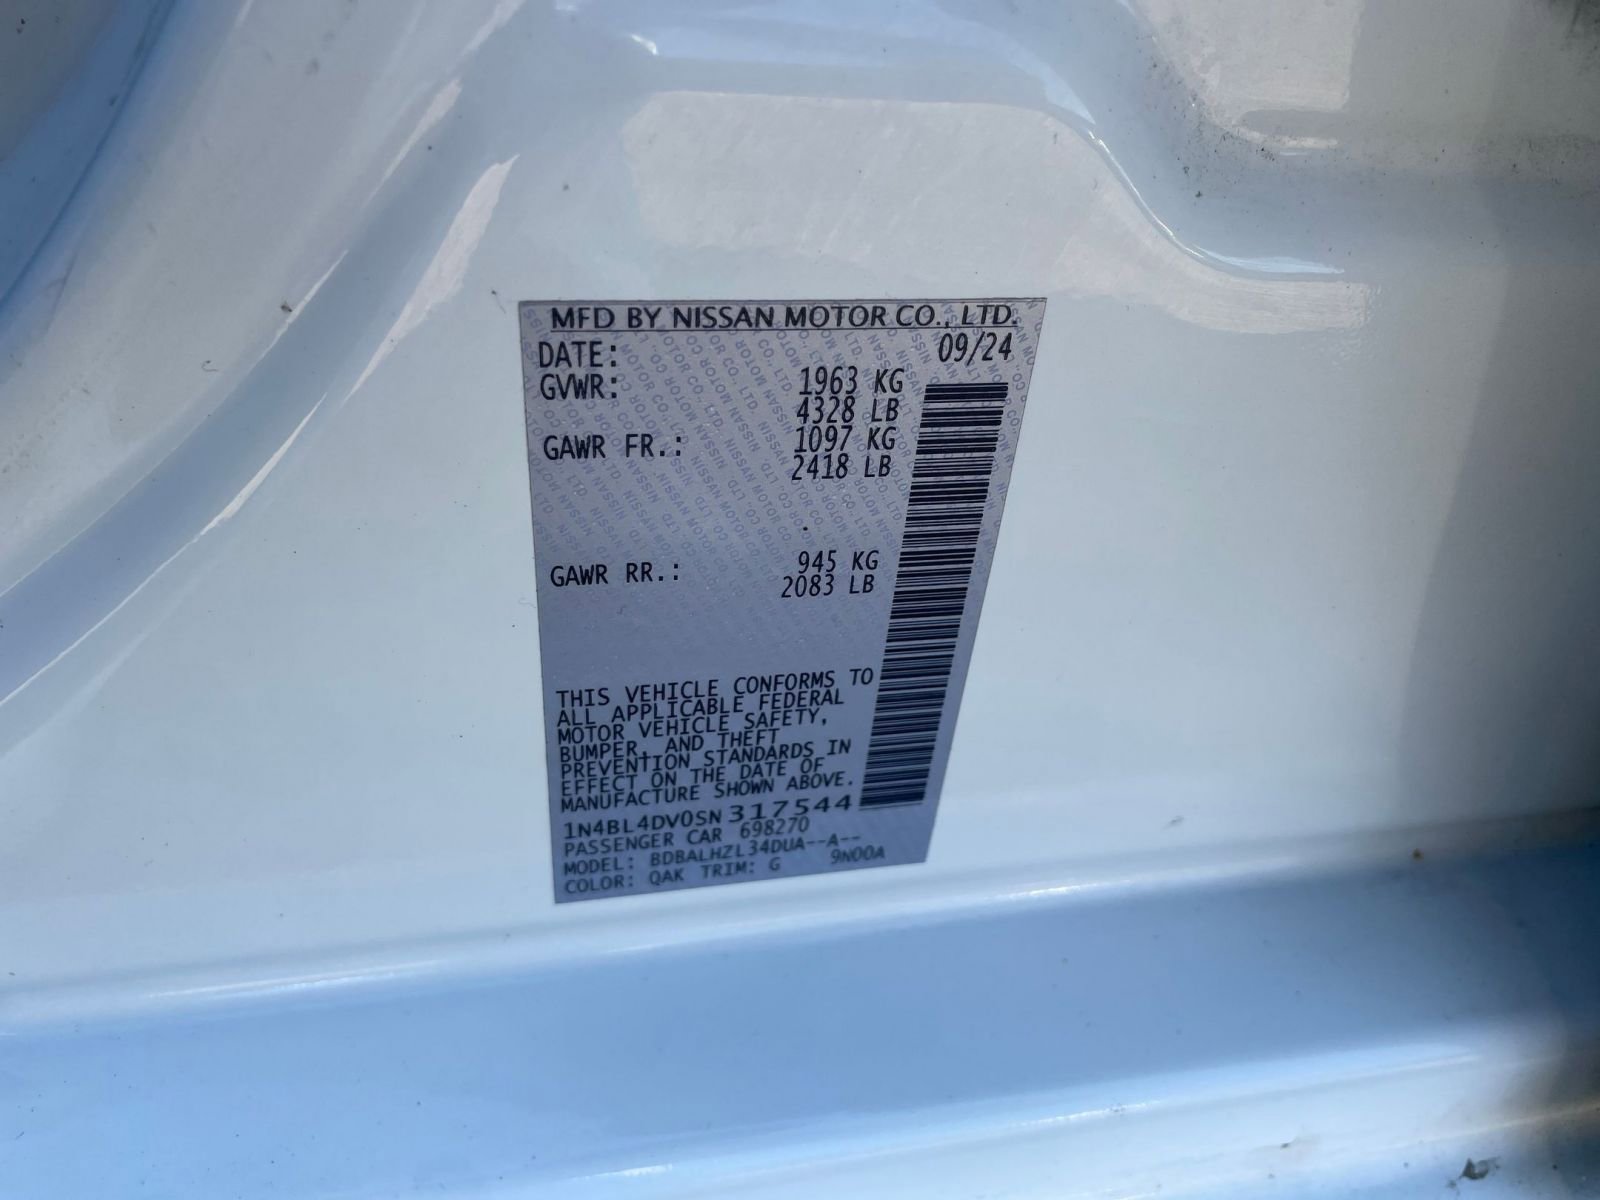 MFD BY NISSAN MOTOR CO., LTD.
DATE: 09/24
GVWR: 1963 KG
4328 LB
GAWR FR.: 1097 KG
2418 LB
GAWR RR.: 945 KG
2083 LB
THIS VEHICLE CONFORMS TO
ALL APPLICABLE FEDERAL
MOTOR VEHICLE SAFETY,
BUMPER, AND THEFT
PREVENTION STANDARDS IN
EFFECT ON THE DATE OF
MANUFACTURE SHOWN ABOVE.
1N4BL4DV0SN317544
PASSENGER CAR 698270
MODEL: BDBALHZL34DUA--A--
COLOR: QAK TRIM: G 9N00A